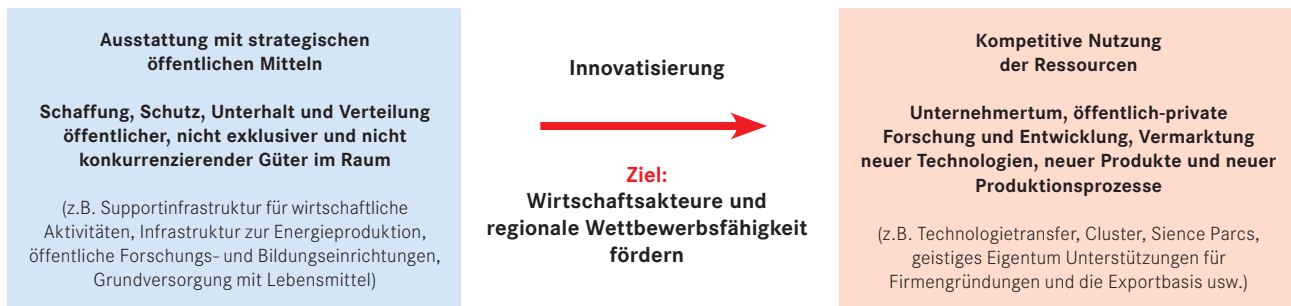 Ausstattung mit strategischen
öffentlichen Mitteln
Schaffung, Schutz, Unterhalt und Verteilung
öffentlicher, nicht exklusiver und nicht
konkurrenzierender Güter im Raum
(z.B. Supportinfrastruktur für wirtschaftliche
Aktivitäten, Infrastruktur zur Energieproduktion,
öffentliche Forschungs- und Bildungseinrichtungen,
Grundversorgung mit Lebensmittel)
Innovatisierung
Ziel:
Wirtschaftsakteure und
regionale Wettbewerbsfähigkeit
fördern
Kompetitive Nutzung
der Ressourcen
Unternehmertum, öffentlich-private
Forschung und Entwicklung, Vermarktung
neuer Technologien, neuer Produkte und neuer
Produktionsprozesse
(z.B. Technologietransfer, Cluster, Sience Parcs,
geistiges Eigentum Unterstützungen für
Firmengründungen und die Exportbasis usw.)